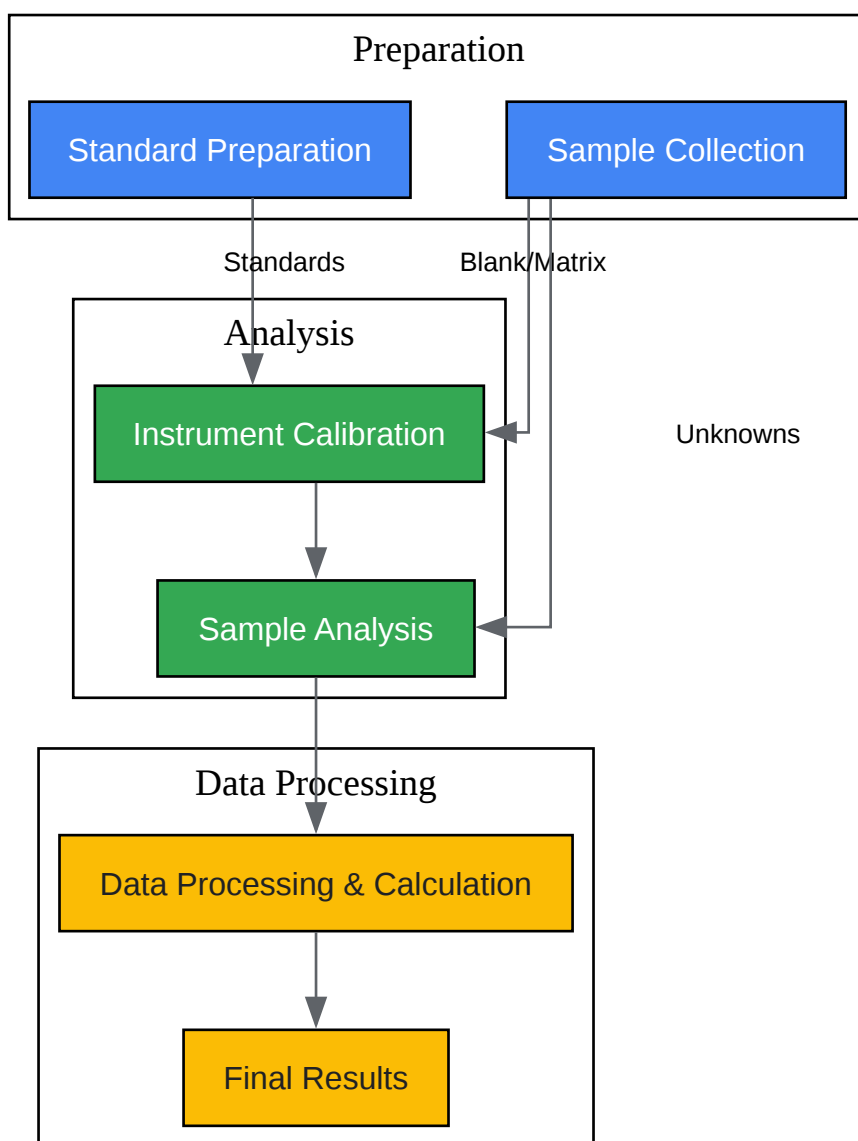 Preparation
Standard Preparation
Sample Collection
Standards
Blank/Matrix
Analysis
Instrument Calibration
Unknowns
Sample Analysis
Data Processing
Data Processing & Calculation
Final Results